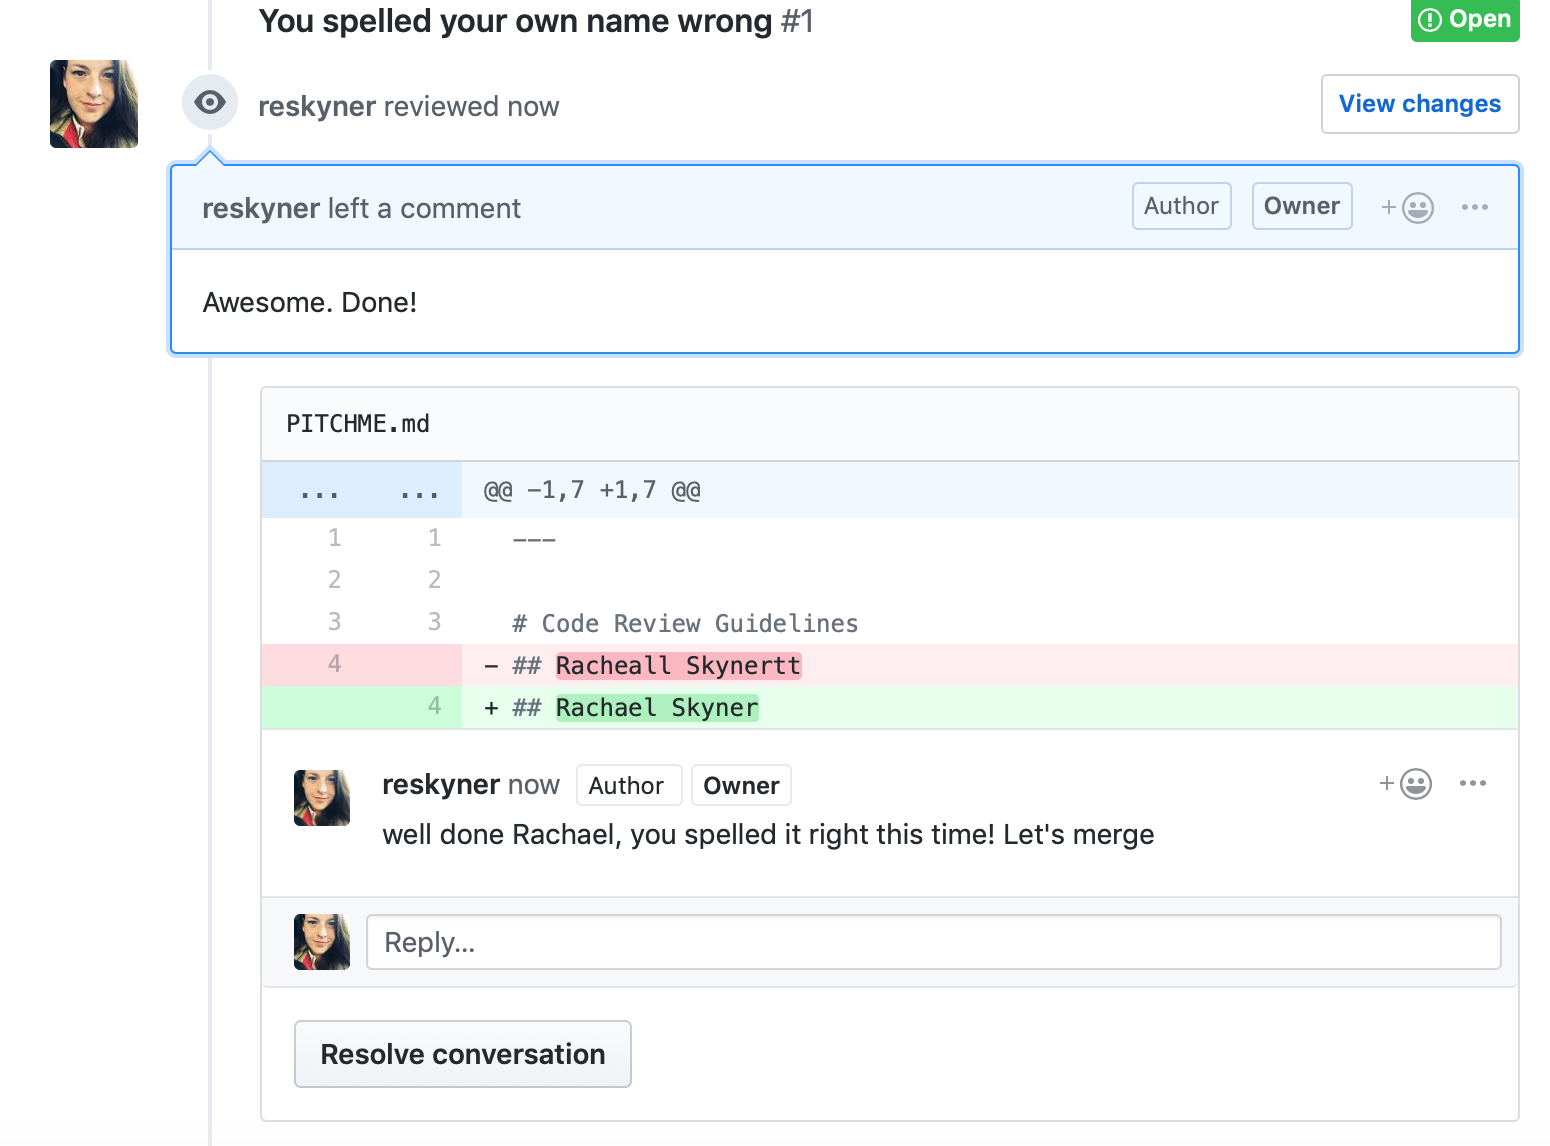 You spelled your own name wrong #1
Open
reskyner reviewed now
View changes
reskyner left a comment
Author Owner
Awesome. Done!
PITCHME.md
... ... @@ -1,7 +1,7 @@
1 1 ---
2 2
3 3 # Code Review Guidelines
4 - ## Racheall Skynertt
4 + ## Rachael Skyner
reskyner now Author Owner
well done Rachael, you spelled it right this time! Let's merge
Reply...
Resolve conversation